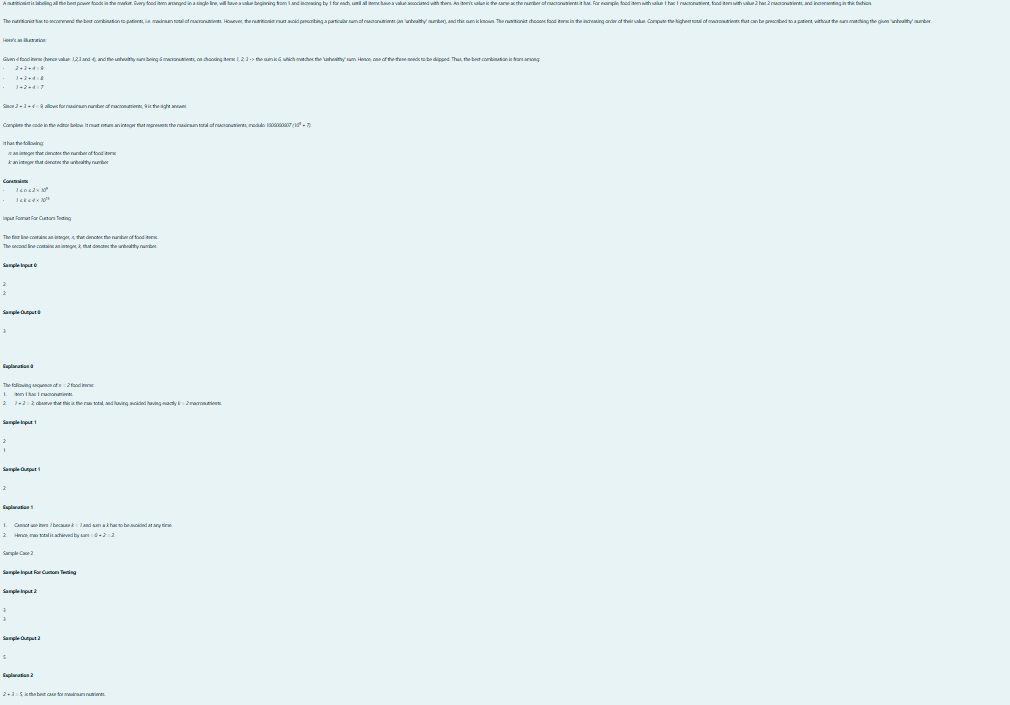 A nutritionist is labeling all the best power foods in the market. Every food item arranged in a single line, will have a value beginning from 1 and increasing by 1 for each, until all items have a value associated with them. An item's value is the same as the number of macronutrients it has. For example, food item with value 1 has 1 macronutrient, food item with value 2 has 2 macronutrients, and incrementing in this fashion.
The nutritionist has to recommend the best combination to patients, i.e. maximum total of macronutrients. However, the nutritionist must avoid prescribing a particular sum of macronutrients (an 'unhealthy' number), and this sum is known. The nutritionist chooses food items in the increasing order of their value. Compute the highest total of macronutrients that can be prescribed to a patient, without the sum matching the given 'unhealthy' number.
Here's an illustration:
Given 4 food items (hence value: 1,2,3 and 4), and the unhealthy sum being 6 macronutrients, on choosing items 1, 2, 3 -> the sum is 6, which matches the 'unhealthy' sum. Hence, one of the three needs to be skipped. Thus, the best combination is from among:
- 2 + 3 + 4 = 9
- 1 + 3 + 4 = 8
- 1 + 2 + 4 = 7
Since 2 + 3 + 4 = 9, allows for maximum number of macronutrients, 9 is the right answer.
Complete the code in the editor below. It must return an integer that represents the maximum total of macronutrients, modulo 1000000007 (10⁹ + 7).
It has the following:
n: an integer that denotes the number of food items
k: an integer that denotes the unhealthy number
Constraints
- 1 ≤ n ≤ 2 × 10⁹
- 1 ≤ k ≤ 4 × 10¹⁵
Input Format For Custom Testing
The first line contains an integer, n, that denotes the number of food items.
The second line contains an integer, k, that denotes the unhealthy number.
Sample Input 0
2
2
Sample Output 0
3
Explanation 0
The following sequence of n = 2 food items:
1. Item 1 has 1 macronutrients.
2. 1 + 2 = 3; observe that this is the max total, and having avoided having exactly k = 2 macronutrients.
Sample Input 1
2
1
Sample Output 1
2
Explanation 1
1. Cannot use item 1 because k = 1 and sum ≡ k has to be avoided at any time.
2. Hence, max total is achieved by sum = 0 + 2 = 2.
Sample Case 2
Sample Input For Custom Testing
Sample Input 2
3
3
Sample Output 2
5
Explanation 2
2 + 3 = 5, is the best case for maximum nutrients.